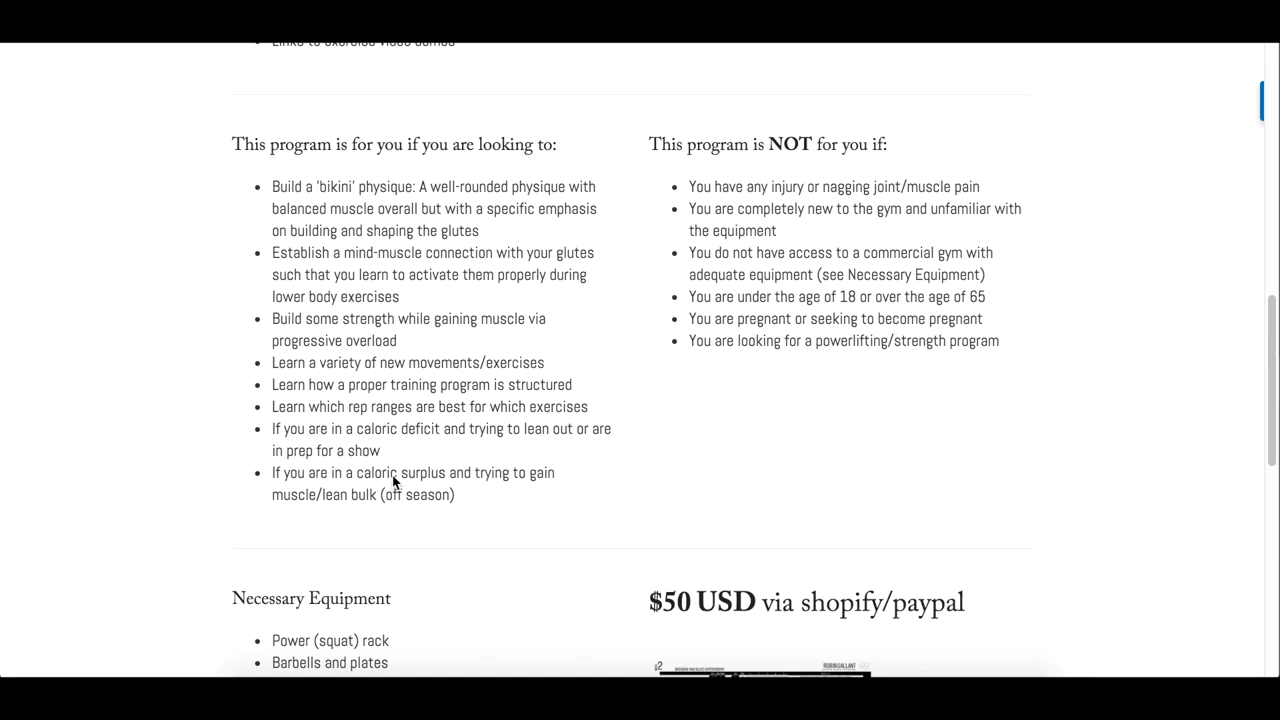 Links to exercise video demos
This program is for you if you are looking to:
• Build a 'bikini' physique: A well-rounded physique with
balanced muscle overall but with a specific emphasis
on building and shaping the glutes
• Establish a mind-muscle connection with your glutes
such that you learn to activate them properly during
lower body exercises
• Build some strength while gaining muscle via
progressive overload
• Learn a variety of new movements/exercises
• Learn how a proper training program is structured
• Learn which rep ranges are best for which exercises
• If you are in a caloric deficit and trying to lean out or are
in prep for a show
• If you are in a caloric surplus and trying to gain
muscle/lean bulk (off season)
This program is NOT for you if:
• You have any injury or nagging joint/muscle pain
• You are completely new to the gym and unfamiliar with
the equipment
• You do not have access to a commercial gym with
adequate equipment (see Necessary Equipment)
• You are under the age of 18 or over the age of 65
• You are pregnant or seeking to become pregnant
• You are looking for a powerlifting/strength program
Necessary Equipment
• Power (squat) rack
• Barbells and plates
$50 USD via shopify/paypal
2
ROBIN GALLANT